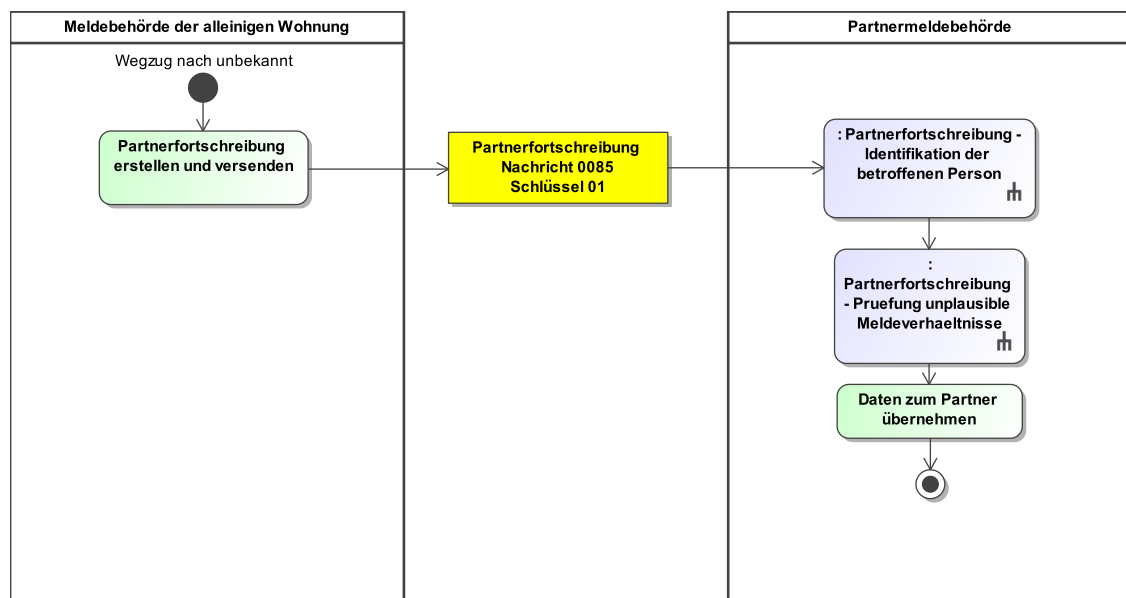 Meldebehörde der alleinigen Wohnung
Partnermeldebehörde
Wegzug nach unbekannt
Partnerfortschreibung
erstellen und versenden
Partnerfortschreibung
Nachricht 0085
Schlüssel 01
: Partnerfortschreibung -
Identifikation der
betroffenen Person
:
Partnerfortschreibung
- Pruefung unplausible
Meldeverhaeltnisse
Daten zum Partner
übernehmen